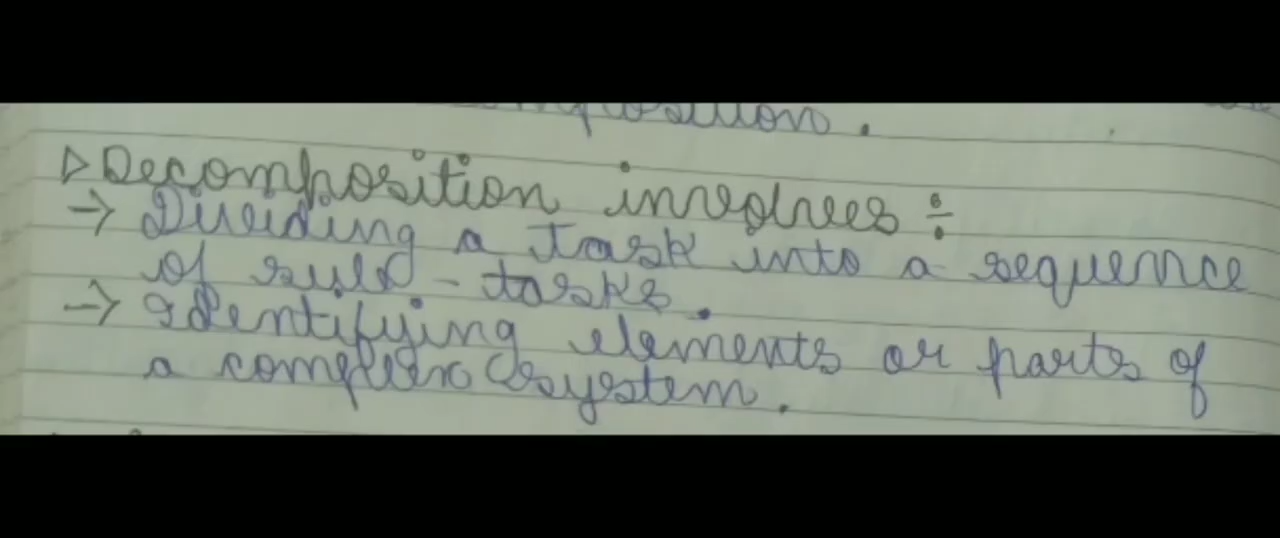 ▷ Decomposition involves ÷
→ Dividing a task into a sequence
of sub-tasks.
→ Identifying elements or parts of
a complex system.